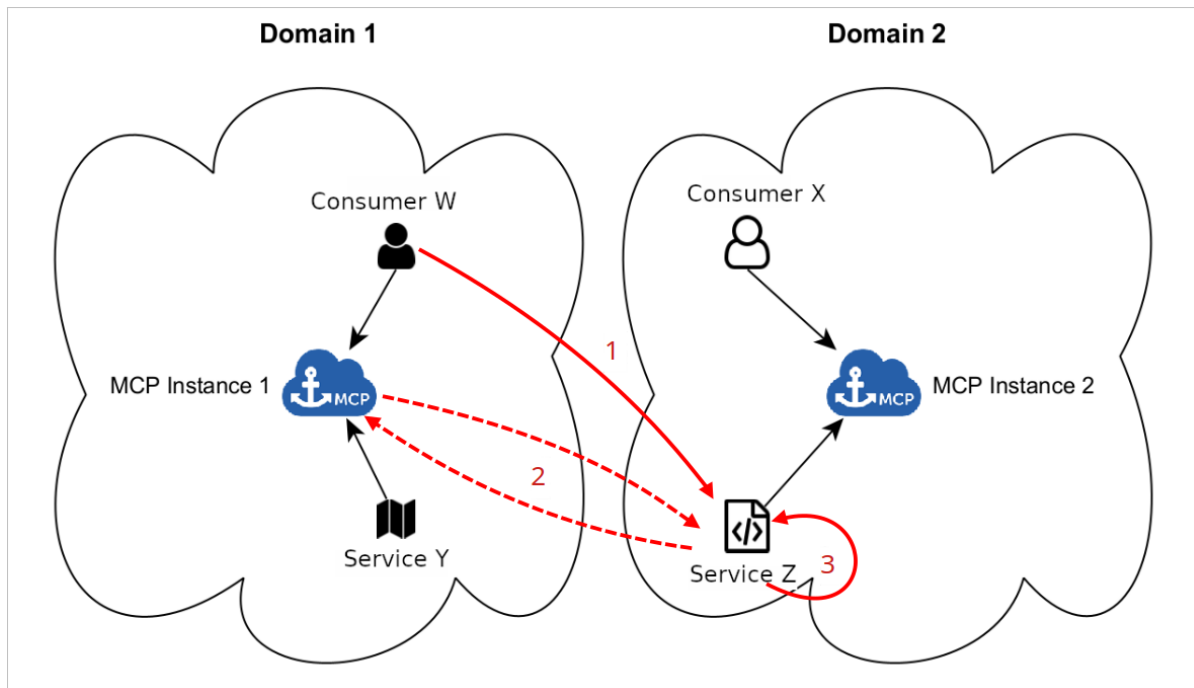 Domain 1
Domain 2
Consumer W
Consumer X
1
MCP Instance 1
MCP
MCP
MCP Instance 2
2
</>
Service Y
Service Z
3